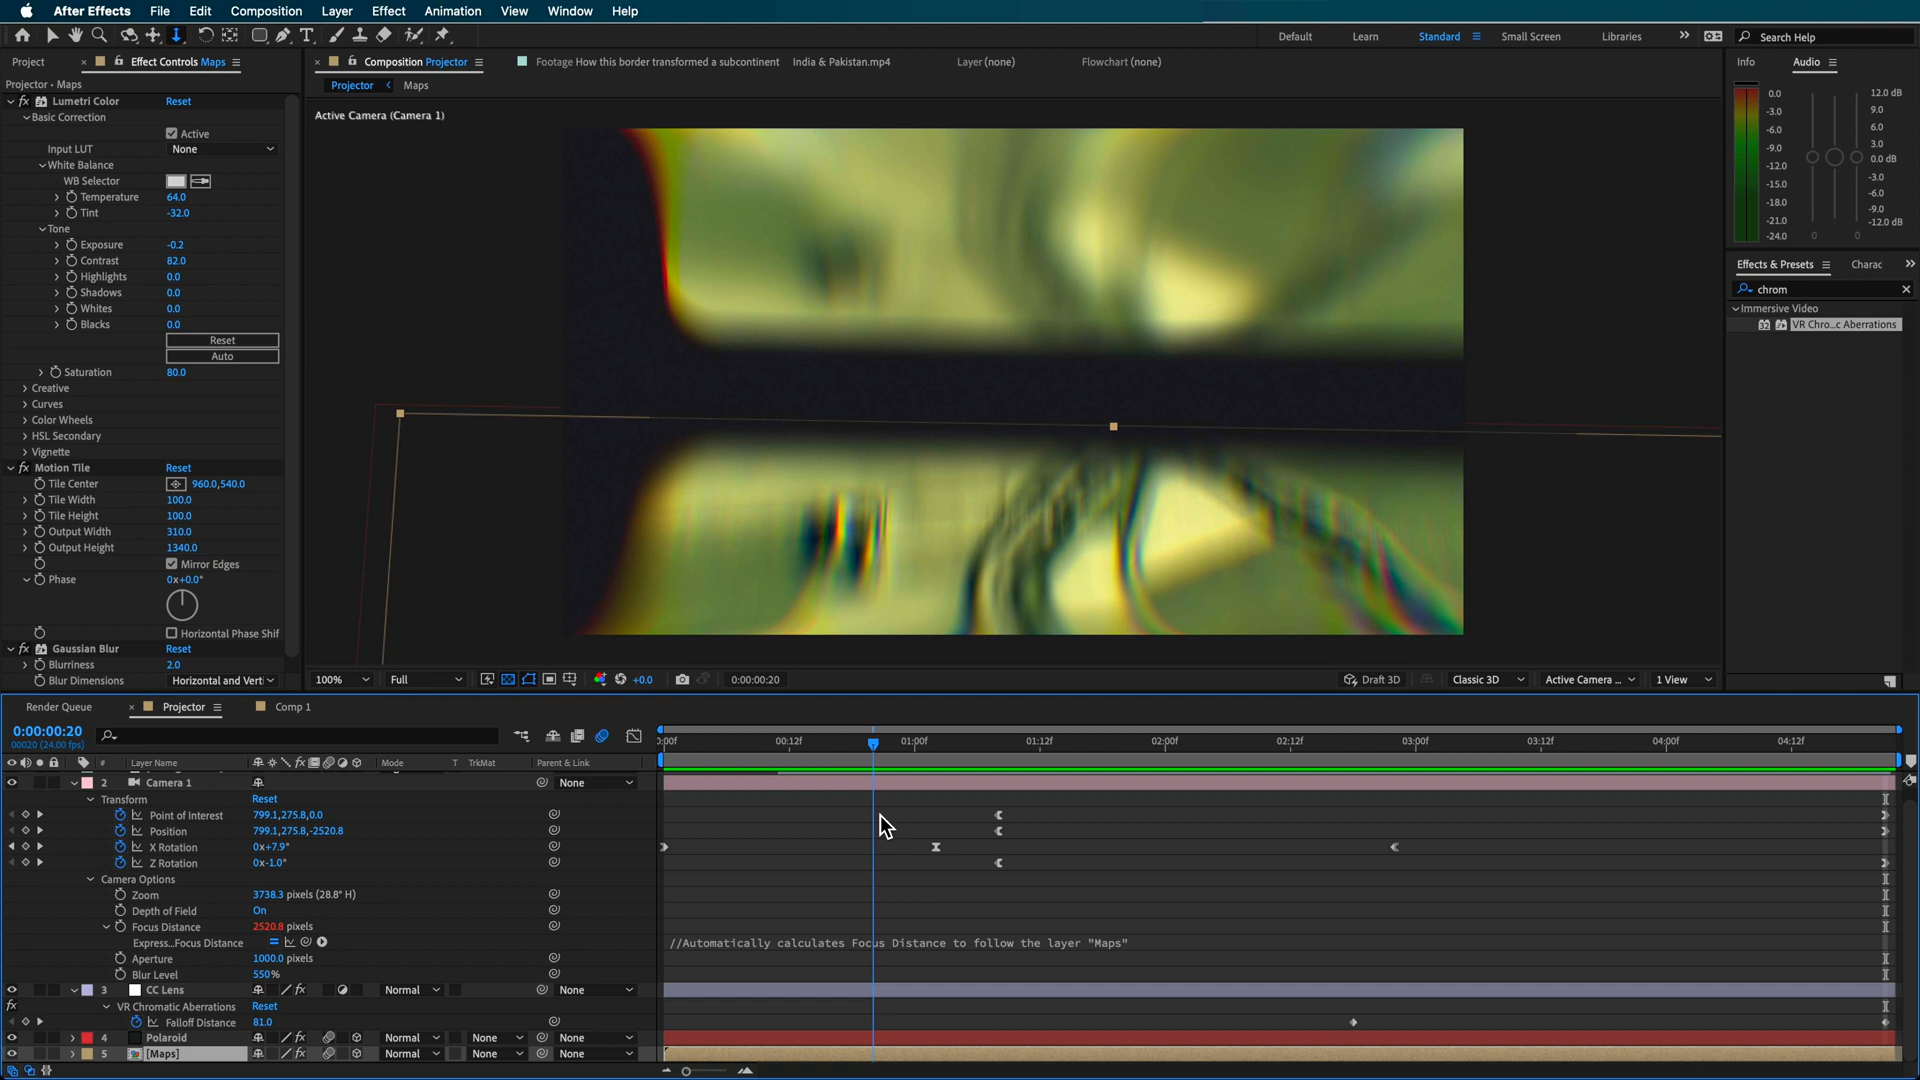 After Effects File Edit Composition Layer Effect Animation View Window Help
Default Learn Standard Small Screen Libraries Search Help
Project Effect Controls Maps
Projector • Maps
Lumetri Color Reset
Basic Correction
Active
Input LUT None
White Balance
WB Selector
Temperature 64.0
Tint -32.0
Tone
Exposure -0.2
Contrast 82.0
Highlights 0.0
Shadows 0.0
Whites 0.0
Blacks 0.0
Reset
Auto
Saturation 80.0
Creative
Curves
Color Wheels
HSL Secondary
Vignette
Motion Tile Reset
Tile Center 960.0,540.0
Tile Width 100.0
Tile Height 100.0
Output Width 310.0
Output Height 1340.0
Mirror Edges
Phase 0x+0.0°
Horizontal Phase Shif
Gaussian Blur Reset
Blurriness 2.0
Blur Dimensions Horizontal and Verti
Composition Projector Footage How this border transformed a subcontinent India & Pakistan.mp4 Layer (none) Flowchart (none)
Projector Maps
Active Camera (Camera 1)
100% Full +0.0 0:00:00:20 Draft 3D Classic 3D Active Camera ... 1 View
Info Audio
0.0
-3.0
-6.0
-9.0
-12.0
-15.0
-18.0
-21.0
-24.0
12.0 dB
9.0
6.0
3.0
0.0 dB
-3.0
-6.0
-9.0
-12.0 dB
0 0
Effects & Presets Charac
chrom
Immersive Video
32 VR Chro...c Aberrations
Render Queue Projector Comp 1
0:00:00:20
00020 (24.00 fps)
0:00f 00:12f 01:00f 01:12f 02:00f 02:12f 03:00f 03:12f 04:00f 04:12f
# Layer Name Mode T TrkMat Parent & Link
2 Camera 1 None
Transform Reset
Point of Interest 799.1,275.8,0.0
Position 799.1,275.8,-2520.8
X Rotation 0x+7.9°
Z Rotation 0x-1.0°
Camera Options
Zoom 3738.3 pixels (28.8° H)
Depth of Field On
Focus Distance 2520.8 pixels
Express...Focus Distance //Automatically calculates Focus Distance to follow the layer "Maps"
Aperture 1000.0 pixels
Blur Level 550%
3 CC Lens Normal None
fx VR Chromatic Aberrations Reset
Falloff Distance 81.0
4 Polaroid Normal None None
5 [Maps] Normal None None